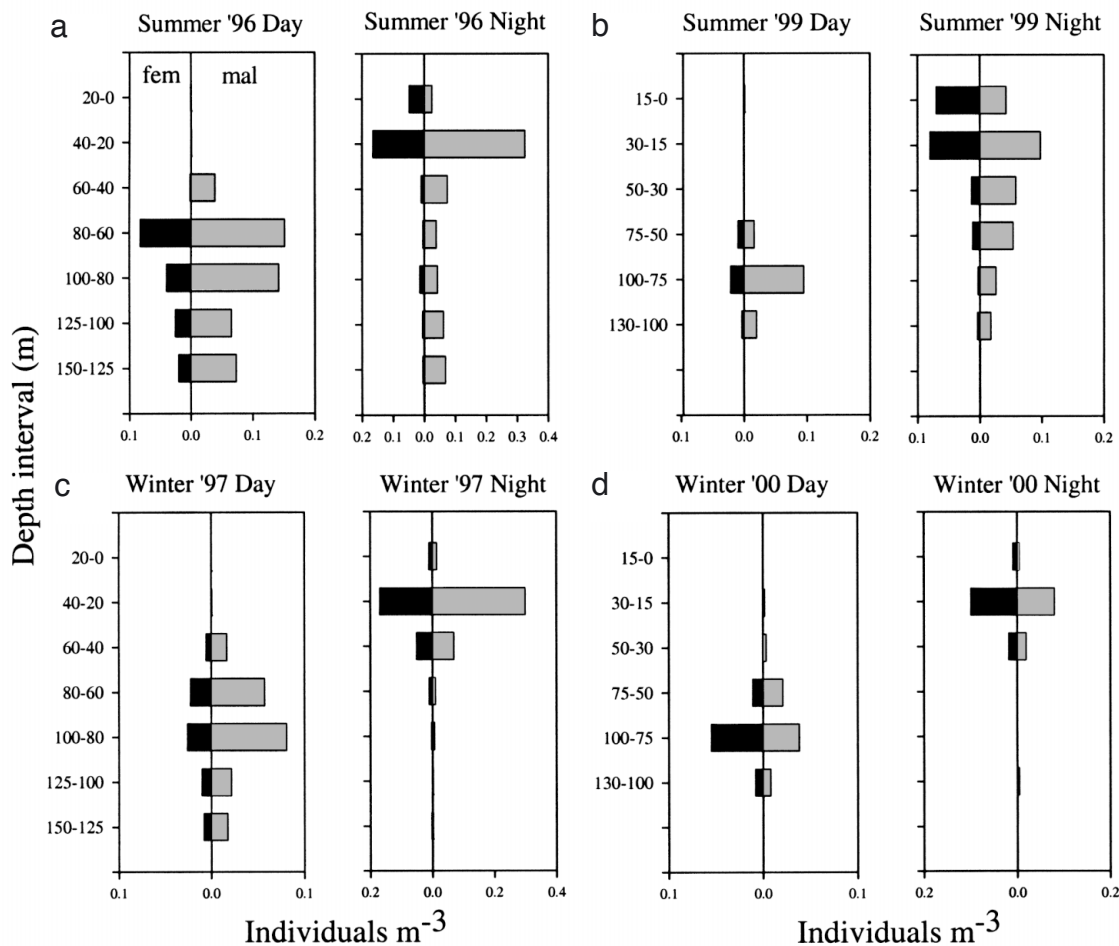 a
Summer '96 Day
Summer '96 Night
b
Summer '99 Day
Summer '99 Night
fem
mal
20-0
40-20
60-40
80-60
100-80
125-100
150-125
15-0
30-15
50-30
75-50
100-75
130-100
0.1 0.0 0.1 0.2
0.2 0.0 0.2 0.4
0.1 0.0 0.1 0.2
0.1 0.0 0.1 0.2
Depth interval (m)
c
Winter '97 Day
Winter '97 Night
d
Winter '00 Day
Winter '00 Night
20-0
40-20
60-40
80-60
100-80
125-100
150-125
15-0
30-15
50-30
75-50
100-75
130-100
0.1 0.0 0.1
0.2 0.0 0.2 0.4
0.1 0.0 0.1
0.2 0.0 0.2
Individuals m⁻³
Individuals m⁻³